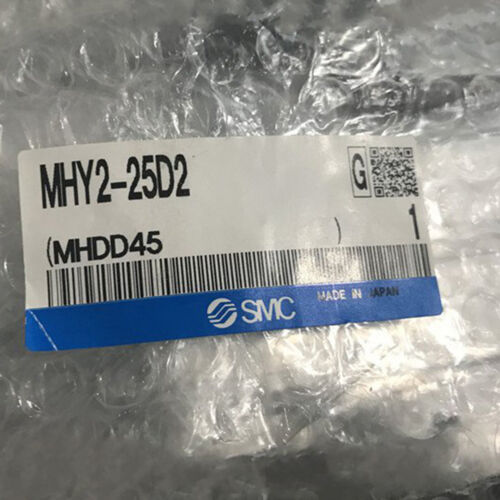 MHY2-25D2
G
(MHDD45 ) 1
SMC MADE IN JAPAN